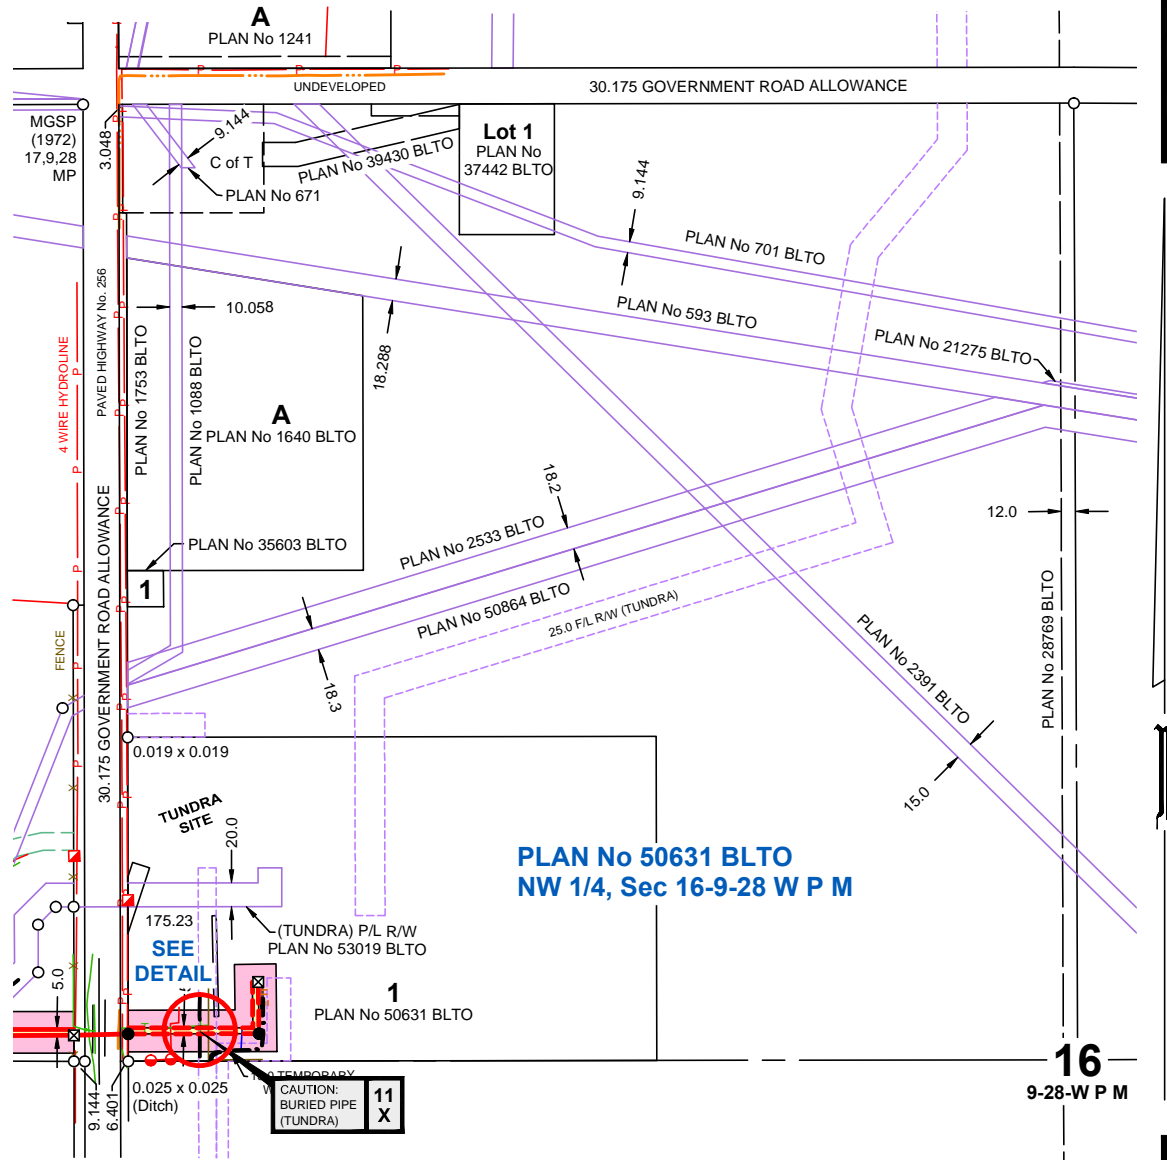 A
PLAN No 1241
UNDEVELOPED
30.175 GOVERNMENT ROAD ALLOWANCE
MGSP
(1972)
17,9,28
MP
3.048
9.144
C of T
PLAN No 671
PLAN No 39430 BLTO
Lot 1
PLAN No
37442 BLTO
9.144
PLAN No 701 BLTO
PLAN No 593 BLTO
PLAN No 21275 BLTO
4 WIRE HYDROLINE
PAVED HIGHWAY No. 256
PLAN No 1753 BLTO
PLAN No 1088 BLTO
10.058
18.288
A
PLAN No 1640 BLTO
18.2
12.0
PLAN No 35603 BLTO
1
PLAN No 2533 BLTO
PLAN No 50864 BLTO
25.0 F/L R/W (TUNDRA)
18.3
FENCE
30.175 GOVERNMENT ROAD ALLOWANCE
PLAN No 2391 BLTO
PLAN No 28769 BLTO
15.0
0.019 x 0.019
TUNDRA
SITE
20.0
PLAN No 50631 BLTO
NW 1/4, Sec 16-9-28 W P M
175.23
(TUNDRA) P/L R/W
PLAN No 53019 BLTO
SEE
DETAIL
5.0
1
PLAN No 50631 BLTO
16
9-28-W P M
0.025 x 0.025
(Ditch)
9.144
6.401
TEMPORARY
CAUTION:
BURIED PIPE
(TUNDRA)
11
X
P
P
P
P
P
P
P
P
P